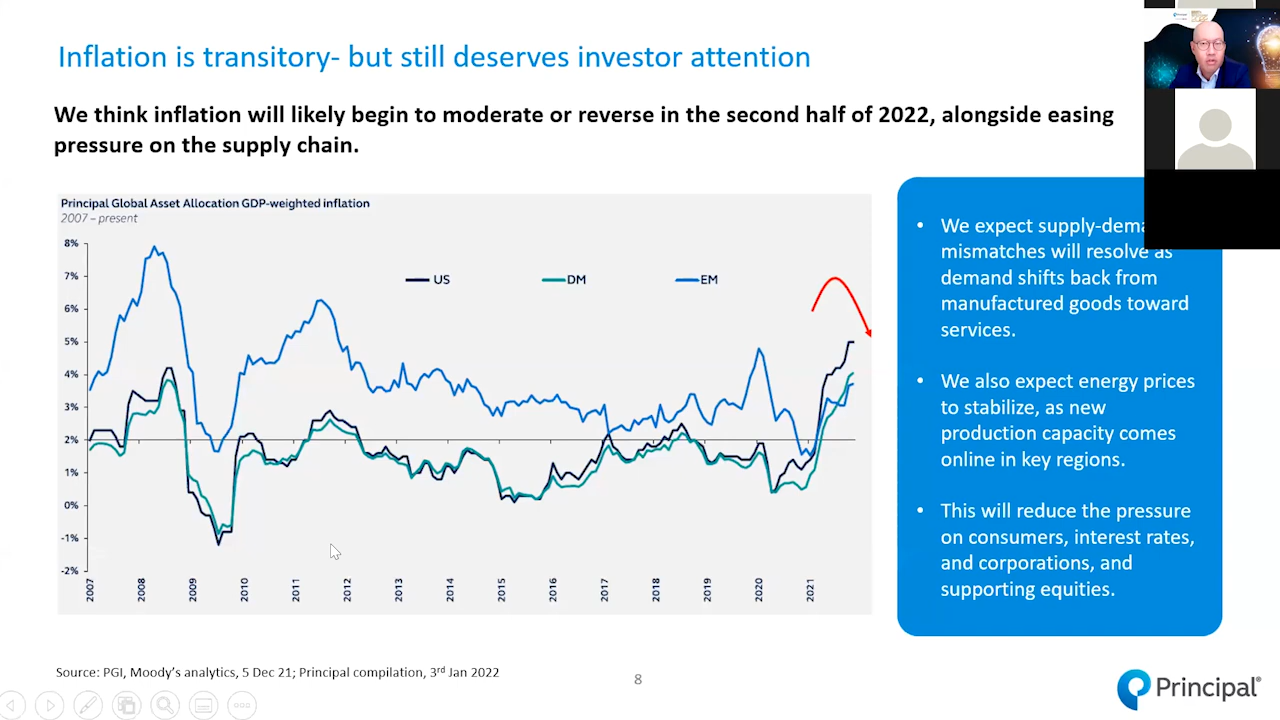 Inflation is transitory- but still deserves investor attention
We think inflation will likely begin to moderate or reverse in the second half of 2022, alongside easing
pressure on the supply chain.
Principal Global Asset Allocation GDP-weighted inflation
2007 – present
8%
7%
6%
5%
4%
3%
2%
1%
0%
-1%
-2%
US
DM
EM
2007
2008
2009
2010
2011
2012
2013
2014
2015
2016
2017
2018
2019
2020
2021
• We expect supply-dema
mismatches will resolve as
demand shifts back from
manufactured goods toward
services.
• We also expect energy prices
to stabilize, as new
production capacity comes
online in key regions.
• This will reduce the pressure
on consumers, interest rates,
and corporations, and
supporting equities.
Source: PGI, Moody's analytics, 5 Dec 21; Principal compilation, 3rd Jan 2022
8
Principal®